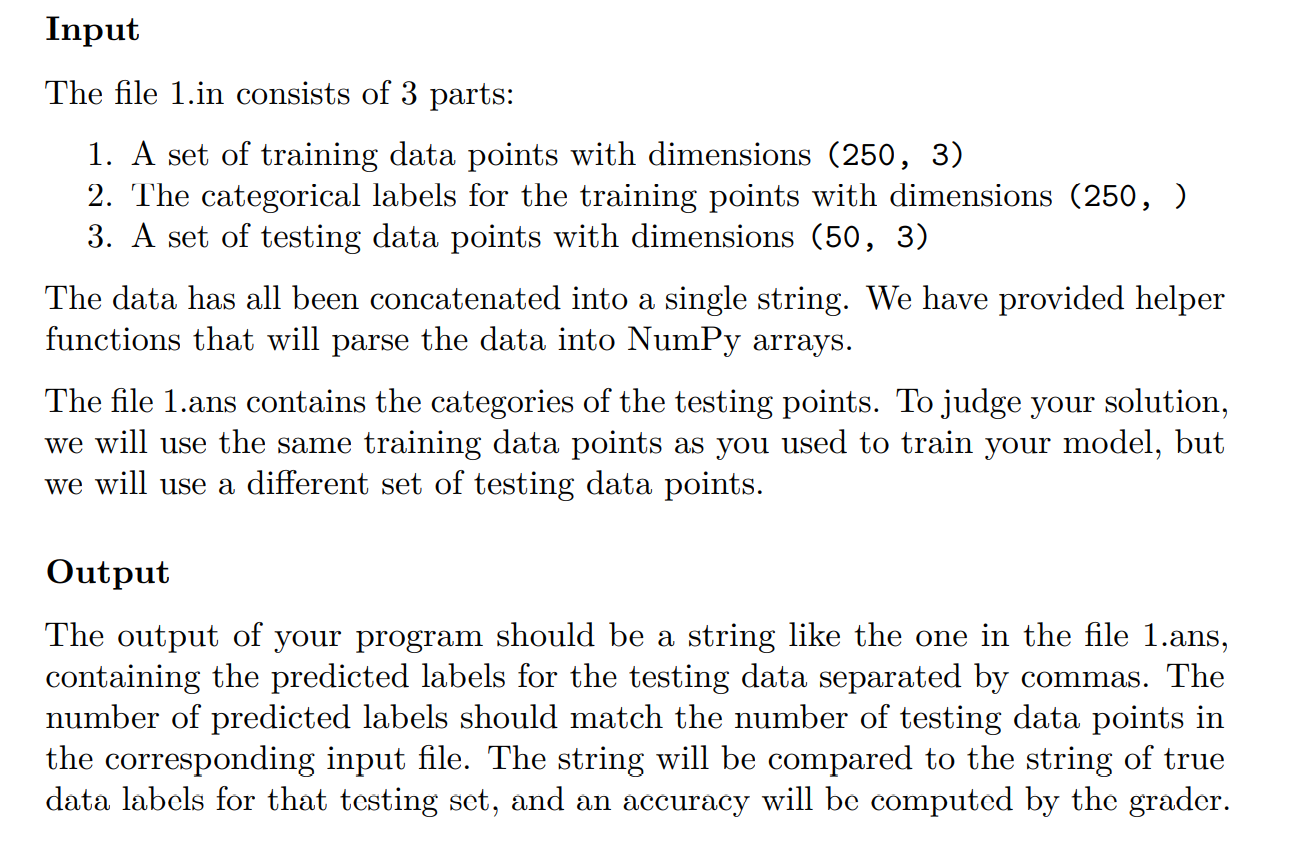 Input
The file 1.in consists of 3 parts:
1. A set of training data points with dimensions (250, 3)
2. The categorical labels for the training points with dimensions (250, )
3. A set of testing data points with dimensions (50, 3)
The data has all been concatenated into a single string. We have provided helper
functions that will parse the data into NumPy arrays.
The file 1.ans contains the categories of the testing points. To judge your solution,
we will use the same training data points as you used to train your model, but
we will use a different set of testing data points.
Output
The output of your program should be a string like the one in the file 1.ans,
containing the predicted labels for the testing data separated by commas. The
number of predicted labels should match the number of testing data points in
the corresponding input file. The string will be compared to the string of true
data labels for that testing set, and an accuracy will be computed by the grader.